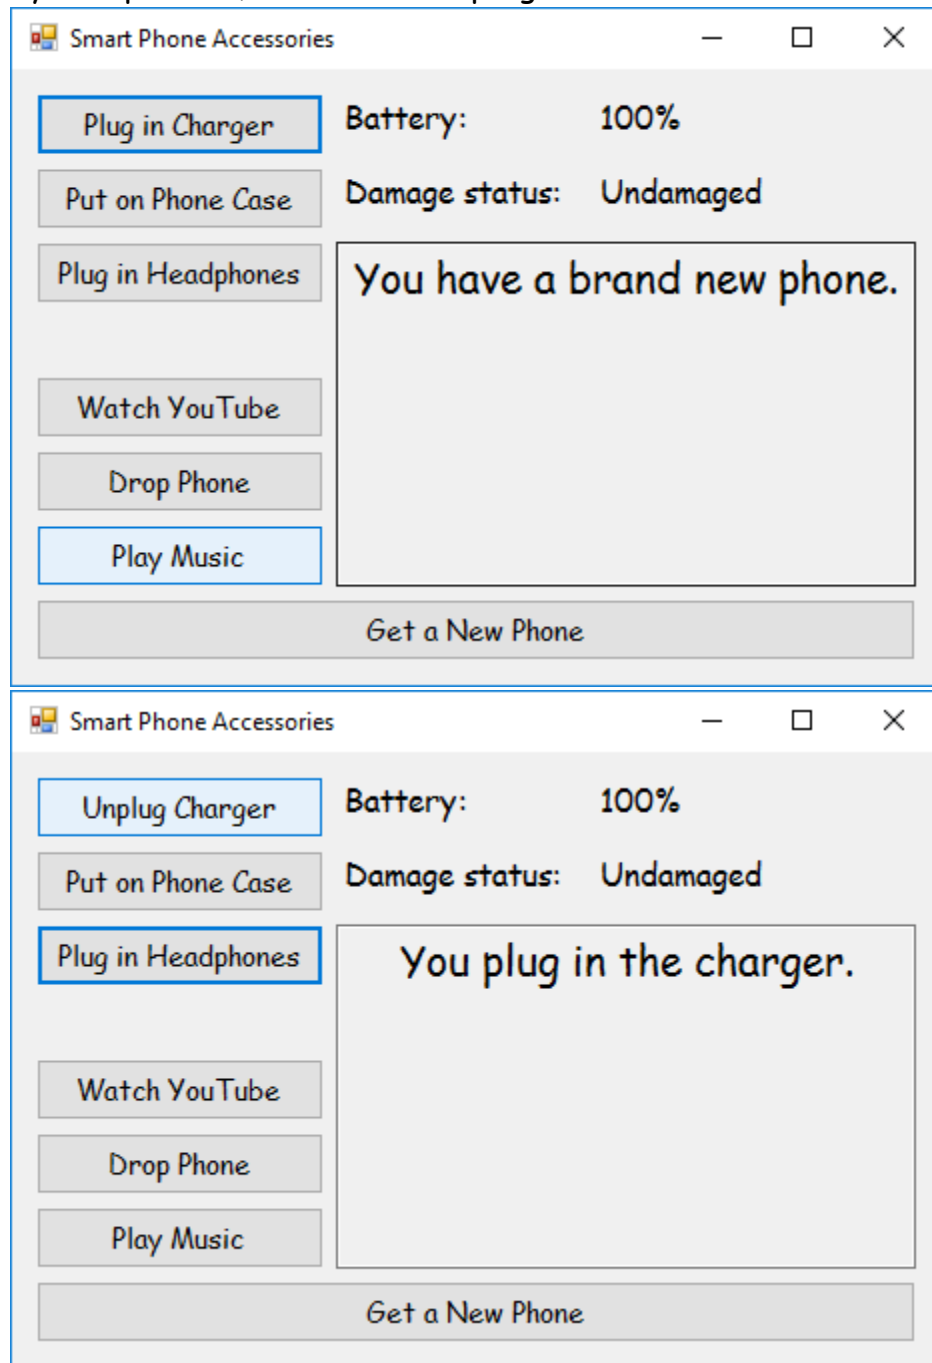 Smart Phone Accessories
Plug in Charger Battery: 100%
Put on Phone Case Damage status: Undamaged
Plug in Headphones You have a brand new phone.
Watch YouTube
Drop Phone
Play Music
Get a New Phone
Smart Phone Accessories
Unplug Charger Battery: 100%
Put on Phone Case Damage status: Undamaged
Plug in Headphones You plug in the charger.
Watch YouTube
Drop Phone
Play Music
Get a New Phone